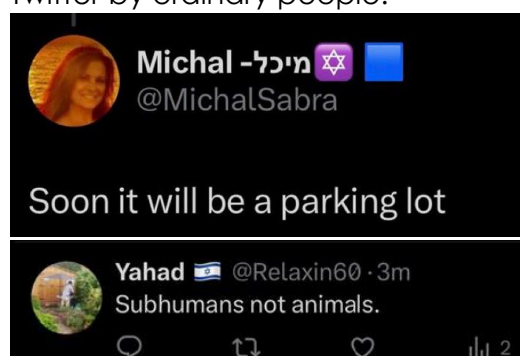 Twitter by ordinary people.
Michal -מיכל
@MichalSabra
Soon it will be a parking lot
Yahad @Relaxin60 · 3m
Subhumans not animals.
2